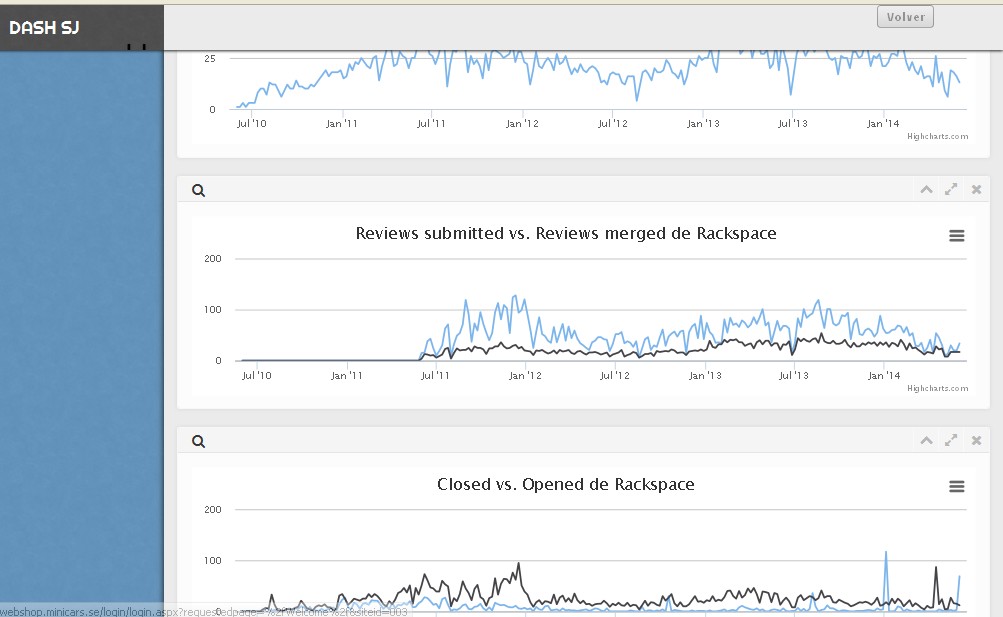 DASH SJ
Volver
25
0
Jul '10 Jan '11 Jul '11 Jan '12 Jul '12 Jan '13 Jul '13 Jan '14
Highcharts.com
Reviews submitted vs. Reviews merged de Rackspace
200
100
0
Jul '10 Jan '11 Jul '11 Jan '12 Jul '12 Jan '13 Jul '13 Jan '14
Highcharts.com
Closed vs. Opened de Rackspace
200
100
0
webshop.minicars.se/login/login.aspx?requestedpage=%2fWelcome%2f&siteid=003